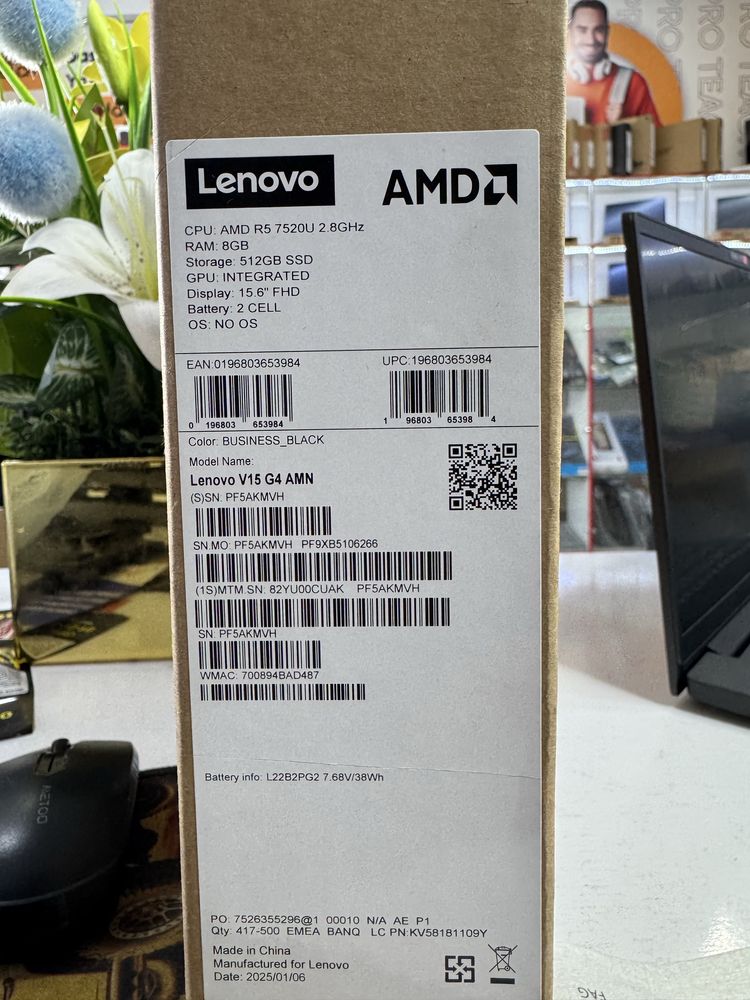 Lenovo AMD
CPU: AMD R5 7520U 2.8GHz
RAM: 8GB
Storage: 512GB SSD
GPU: INTEGRATED
Display: 15.6" FHD
Battery: 2 CELL
OS: NO OS
EAN:0196803653984 UPC:196803653984
0 196803 653984 1 96803 65398 4
Color: BUSINESS_BLACK
Model Name:
Lenovo V15 G4 AMN
(S)SN: PF5AKMVH
SN.MO: PF5AKMVH PF9XB5106266
(1S)MTM.SN: 82YU00CUAK PF5AKMVH
SN: PF5AKMVH
WMAC: 700894BAD487
Battery info: L22B2PG2 7.68V/38Wh
PO: 7526355296@1 00010 N/A AE P1
Qty: 417-500 EMEA BANQ LC PN:KV58181109Y
Made in China
Manufactured for Lenovo
Date: 2025/01/06
PRO TEA